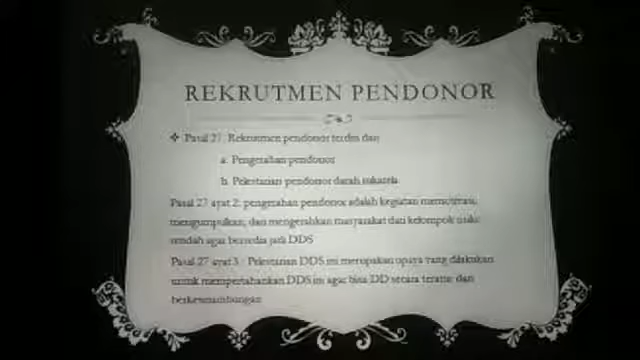 REKRUTMEN PENDONOR
❖ Pasal 27: Rekrutmen pendonor terdiri dari
a. Pengerahan pendonor
b. Pelestarian pendonor darah sukarela
Pasal 27 ayat 2: pengerahan pendonor adalah kegiatan memotivasi,
mengumpulkan, dan mengerahkan masyarakat dari kelompok risiko
rendah agar bersedia jadi DDS
Pasal 27 ayat 3 : Pelestarian DDS ini merupakan upaya yang dilakukan
untuk mempertahankan DDS ini agar bisa DD secara teratur dan
berkesinambungan